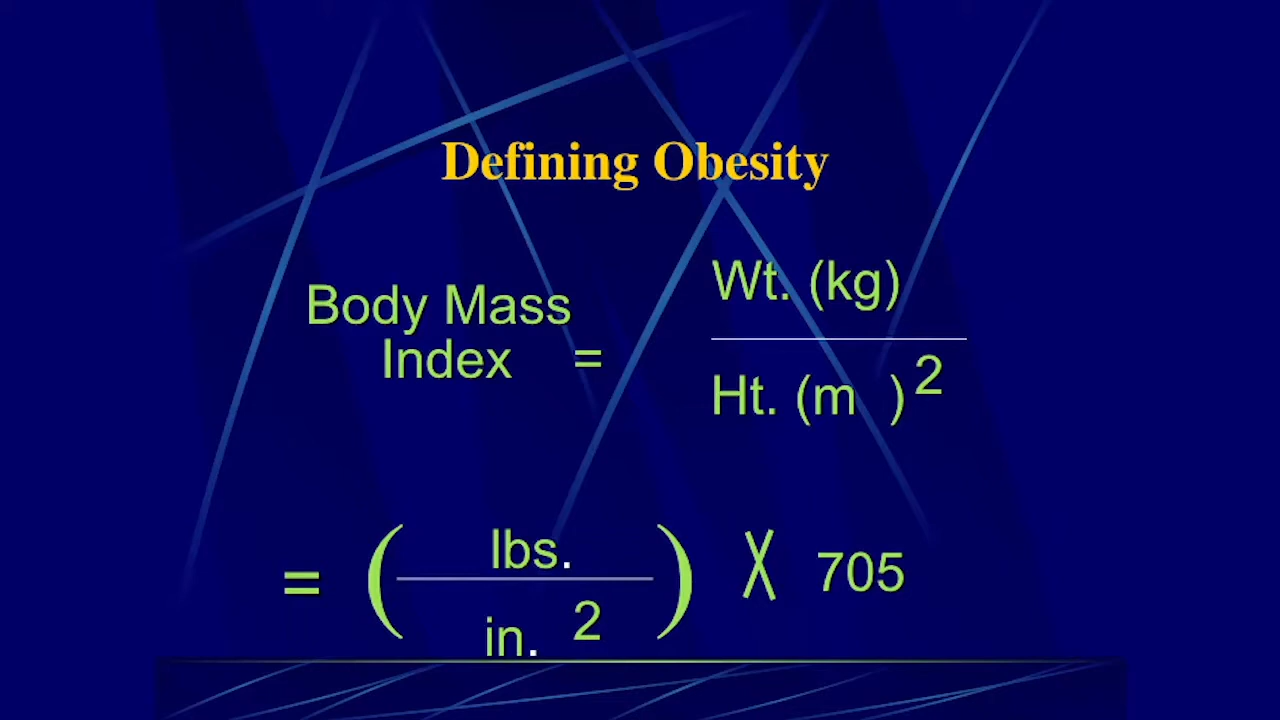 Defining Obesity
Body Mass
Index =
Wt. (kg)
Ht. (m )2
= ( lbs. ) X 705
in. 2